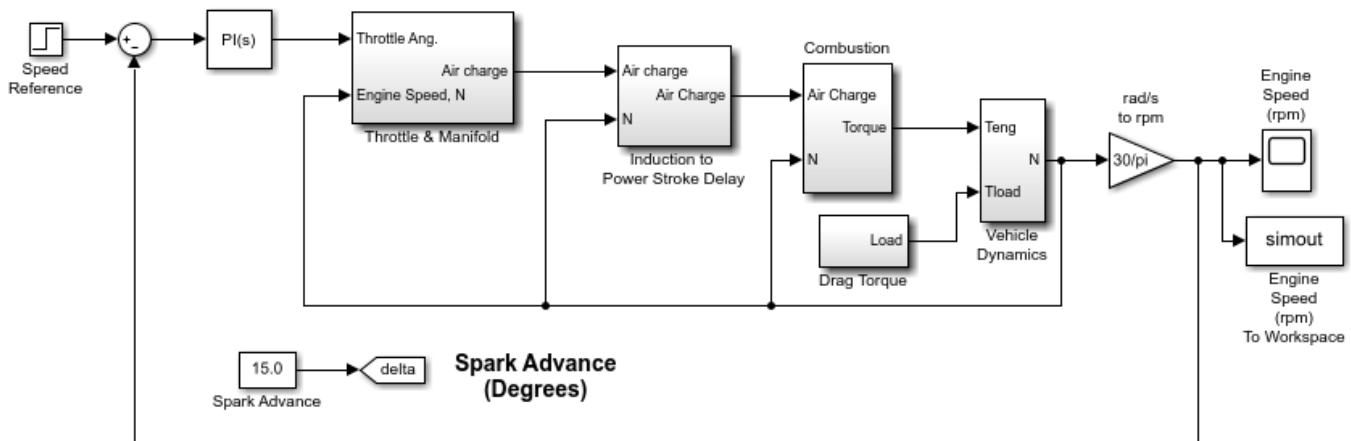 Speed
Reference
+
-
PI(s)
Throttle Ang.
Air charge
Engine Speed, N
Throttle & Manifold
Air charge
Air Charge
N
Induction to
Power Stroke Delay
Combustion
Air Charge
Torque
N
Load
Drag Torque
Teng
N
Tload
Vehicle
Dynamics
rad/s
to rpm
30/pi
Engine
Speed
(rpm)
simout
Engine
Speed
(rpm)
To Workspace
15.0
Spark Advance
delta
Spark Advance
(Degrees)